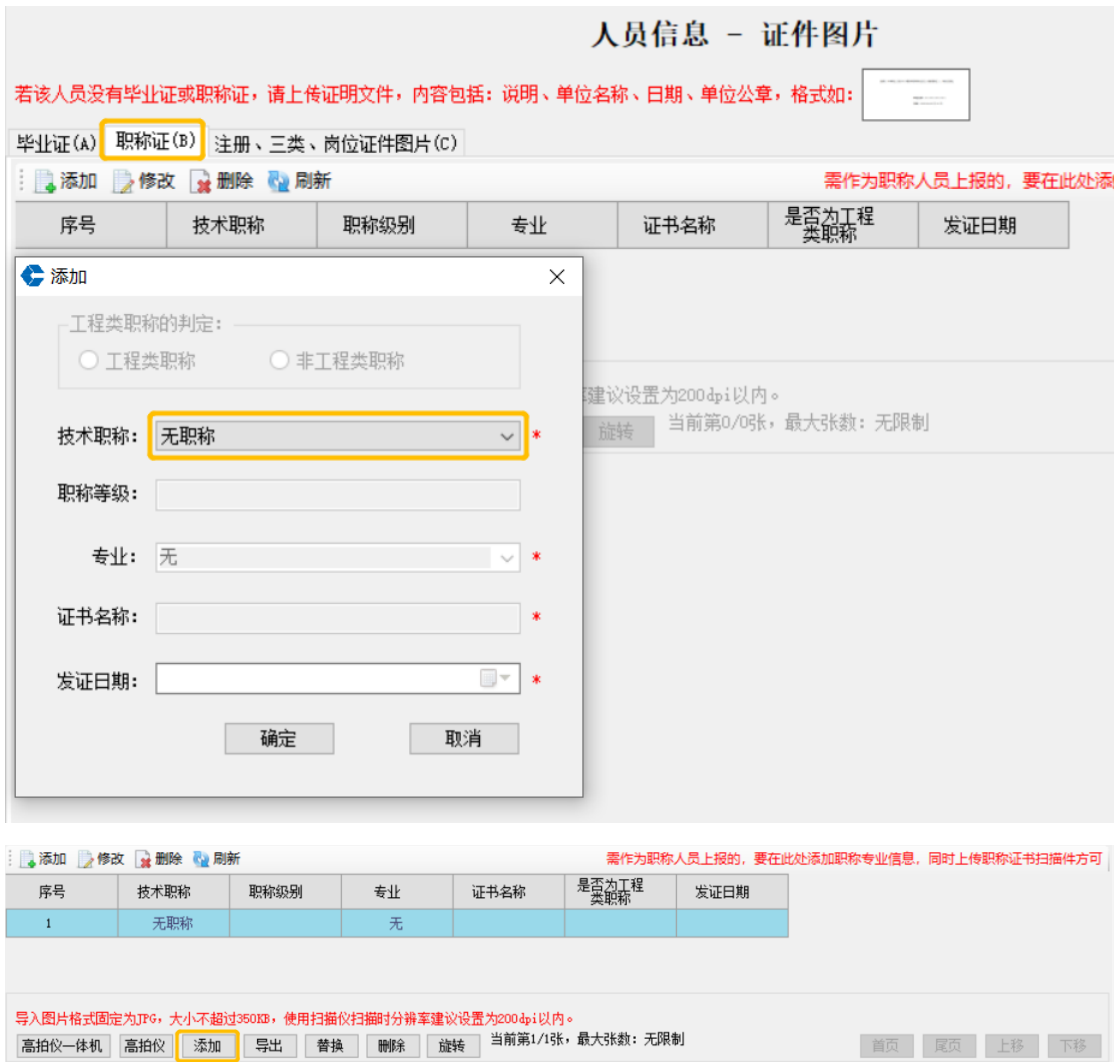 人员信息 - 证件图片
若该人员没有毕业证或职称证，请上传证明文件，内容包括：说明、单位名称、日期、单位公章，格式如：
毕业证(A) 职称证(B) 注册、三类、岗位证件图片(C)
添加 修改 删除 刷新 需作为职称人员上报的，要在此处添
序号 技术职称 职称级别 专业 证书名称 是否为工程类职称 发证日期
添加
工程类职称的判定：
工程类职称 非工程类职称
率建议设置为200dpi以内。
技术职称： 无职称 *
旋转 当前第0/0张，最大张数：无限制
职称等级：
专业： 无 *
证书名称： *
发证日期： *
确定 取消
添加 修改 删除 刷新 需作为职称人员上报的，要在此处添加职称专业信息，同时上传职称证书扫描件方可
序号 技术职称 职称级别 专业 证书名称 是否为工程类职称 发证日期
1 无职称 无
导入图片格式固定为JPG，大小不超过350KB，使用扫描仪扫描时分辨率建议设置为200dpi以内。
高拍仪一体机 高拍仪 添加 导出 替换 删除 旋转 当前第1/1张，最大张数：无限制 首页 尾页 上移 下移